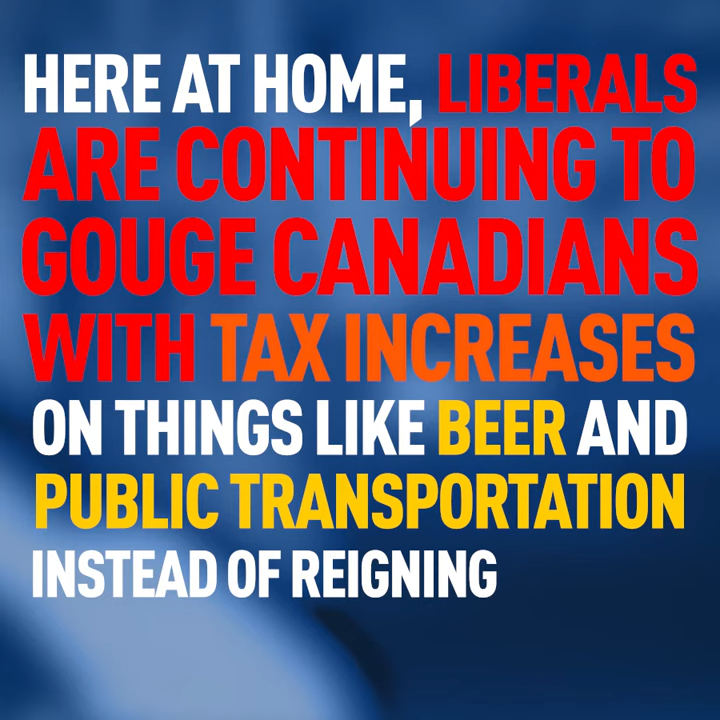 HERE AT HOME, LIBERALS
ARE CONTINUING TO
GOUGE CANADIANS
WITH TAX INCREASES
ON THINGS LIKE BEER AND
PUBLIC TRANSPORTATION
INSTEAD OF REIGNING